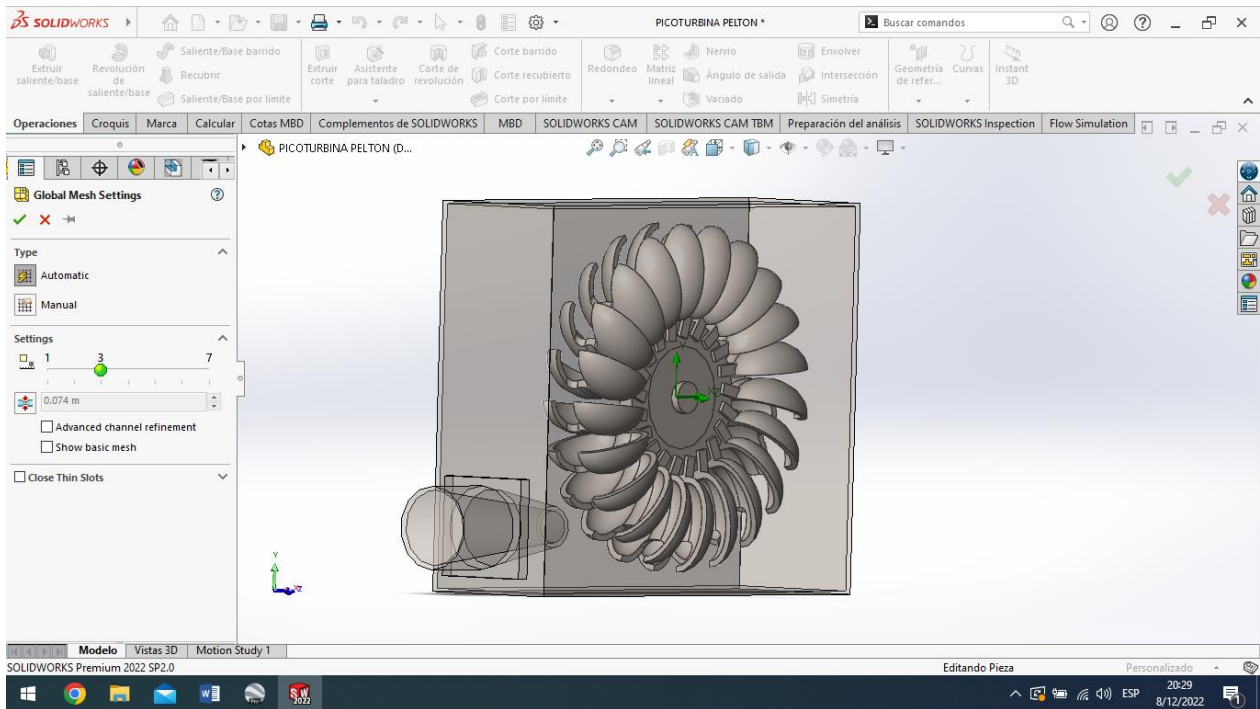 SOLIDWORKS
PICOTURBINA PELTON *
Buscar comandos
Extruir saliente/base
Revolución de saliente/base
Saliente/Base barrido
Recubrir
Saliente/Base por límite
Extruir corte
Asistente para taladro
Corte de revolución
Corte barrido
Corte recubierto
Corte por límite
Redondeo
Matriz lineal
Nervio
Ángulo de salida
Vaciado
Envolver
Intersección
Simetría
Geometría de refer...
Curvas
Instant 3D
Operaciones Croquis Marca Calcular Cotas MBD Complementos de SOLIDWORKS MBD SOLIDWORKS CAM SOLIDWORKS CAM TBM Preparación del análisis SOLIDWORKS Inspection Flow Simulation
PICOTURBINA PELTON (D...
Global Mesh Settings
Type
Automatic
Manual
Settings
1 3 7
0.074 m
Advanced channel refinement
Show basic mesh
Close Thin Slots
Y
Modelo Vistas 3D Motion Study 1
SOLIDWORKS Premium 2022 SP2.0
Editando Pieza
Personalizado
ESP
20:29
8/12/2022